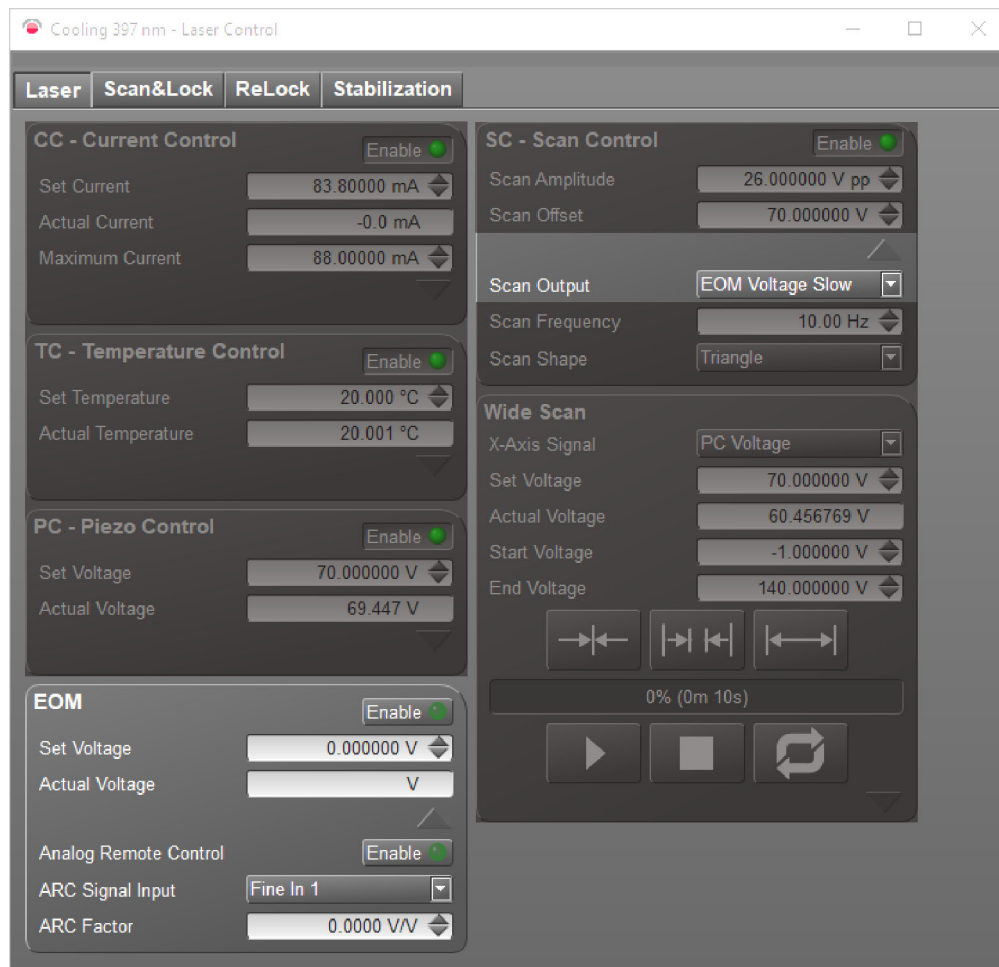 Cooling 397 nm - Laser Control
Laser Scan&Lock ReLock Stabilization
CC - Current Control
Enable
Set Current 83.80000 mA
Actual Current -0.0 mA
Maximum Current 88.00000 mA
TC - Temperature Control
Enable
Set Temperature 20.000 °C
Actual Temperature 20.001 °C
PC - Piezo Control
Enable
Set Voltage 70.000000 V
Actual Voltage 69.447 V
EOM
Enable
Set Voltage 0.000000 V
Actual Voltage V
Analog Remote Control Enable
ARC Signal Input Fine In 1
ARC Factor 0.0000 V/V
SC - Scan Control
Enable
Scan Amplitude 26.000000 V pp
Scan Offset 70.000000 V
Scan Output EOM Voltage Slow
Scan Frequency 10.00 Hz
Scan Shape Triangle
Wide Scan
X-Axis Signal PC Voltage
Set Voltage 70.000000 V
Actual Voltage 60.456769 V
Start Voltage -1.000000 V
End Voltage 140.000000 V
0% (0m 10s)